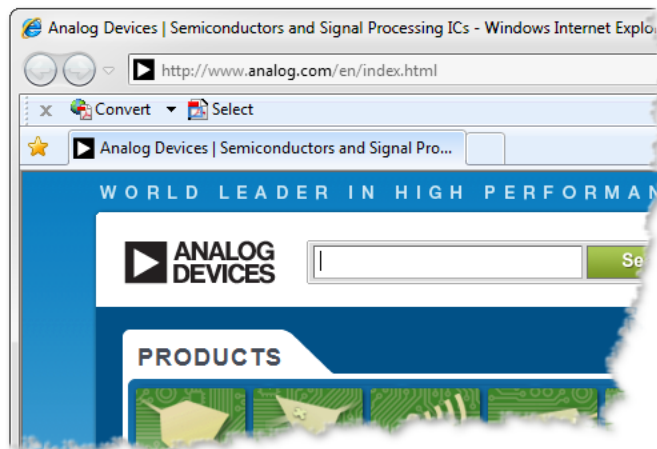 Analog Devices | Semiconductors and Signal Processing ICs - Windows Internet Explo
http://www.analog.com/en/index.html
x Convert Select
Analog Devices | Semiconductors and Signal Pro...
WORLD LEADER IN HIGH PERFORMAN
ANALOG
DEVICES
Se
PRODUCTS